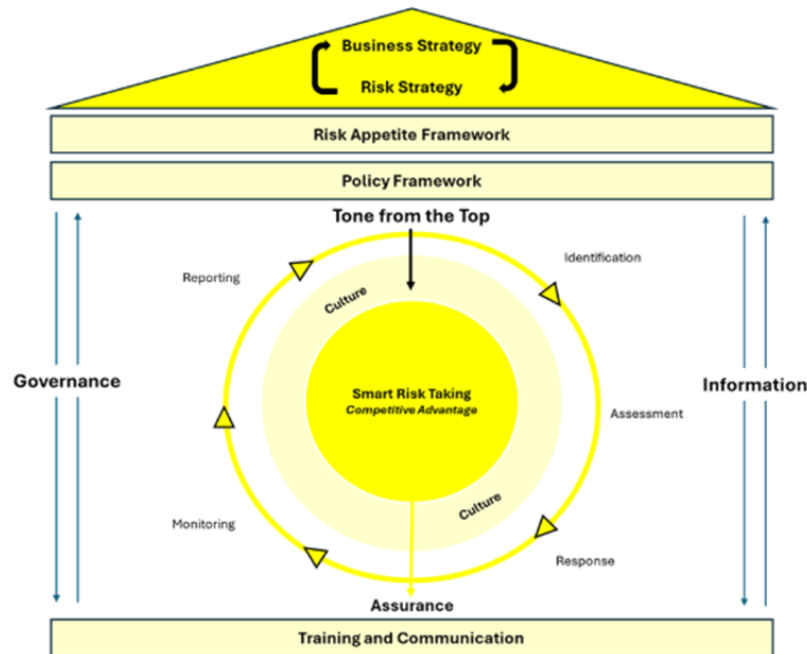 Business Strategy
Risk Strategy
Risk Appetite Framework
Policy Framework
Tone from the Top
Identification
Reporting
Culture
Governance
Information
Smart Risk Taking
Competitive Advantage
Assessment
Culture
Monitoring
Response
Assurance
Training and Communication